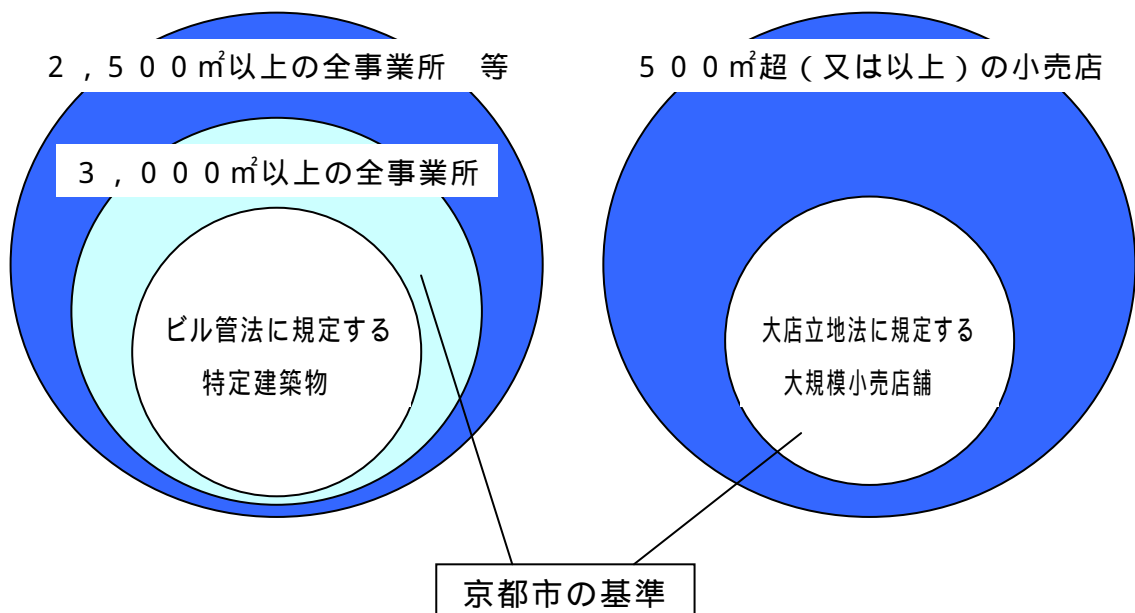 ２，５００㎡以上の全事業所　等
３，０００㎡以上の全事業所
ビル管法に規定する
特定建築物
５００㎡超（又は以上）の小売店
大店立地法に規定する
大規模小売店舗
京都市の基準